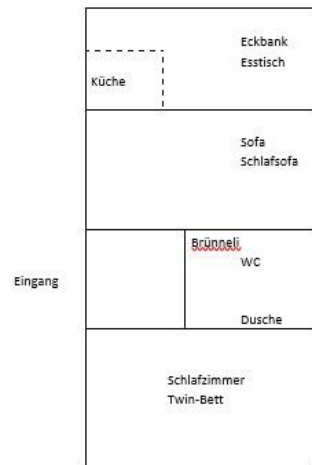 Eckbank
Esstisch
Küche
Sofa
Schlafsofa
Brünneli
WC
Eingang
Dusche
Schlafzimmer
Twin-Bett